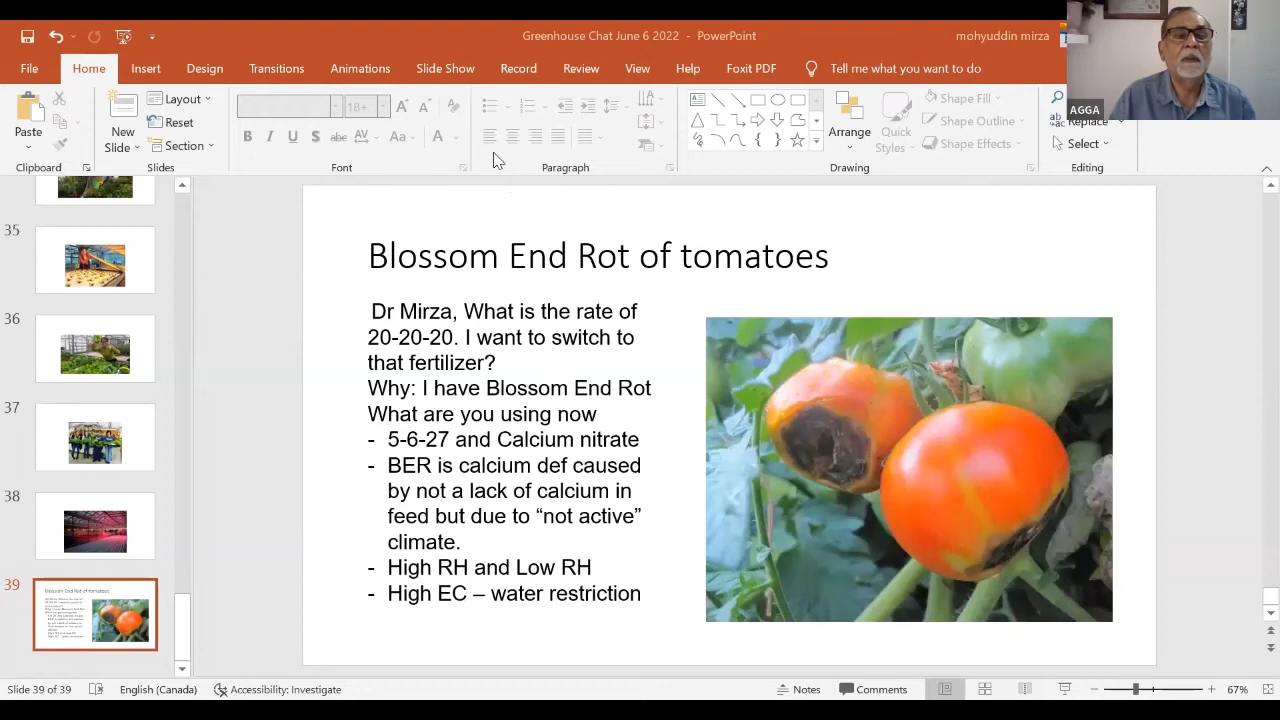 Greenhouse Chat June 6 2022 - PowerPoint
mohyuddin mirza
File Home Insert Design Transitions Animations Slide Show Record Review View Help Foxit PDF Tell me what you want to do
AGGA
Paste
New
Slide
Layout
Reset
Section
18+
B I U S abc AV Aa A
Arrange
Quick
Styles
Shape Fill
Shape Outline
Shape Effects
Replace
Select
Clipboard Slides Font Paragraph Drawing Editing
35
36
37
38
39
Blossom End Rot of tomatoes
Dr Mirza, What is the rate of
20-20-20. I want to switch to
that fertilizer?
Why: I have Blossom End Rot
What are you using now
- 5-6-27 and Calcium nitrate
- BER is calcium def caused
by not a lack of calcium in
feed but due to “not active”
climate.
- High RH and Low RH
- High EC – water restriction
Slide 39 of 39 English (Canada) Accessibility: Investigate Notes Comments 67%